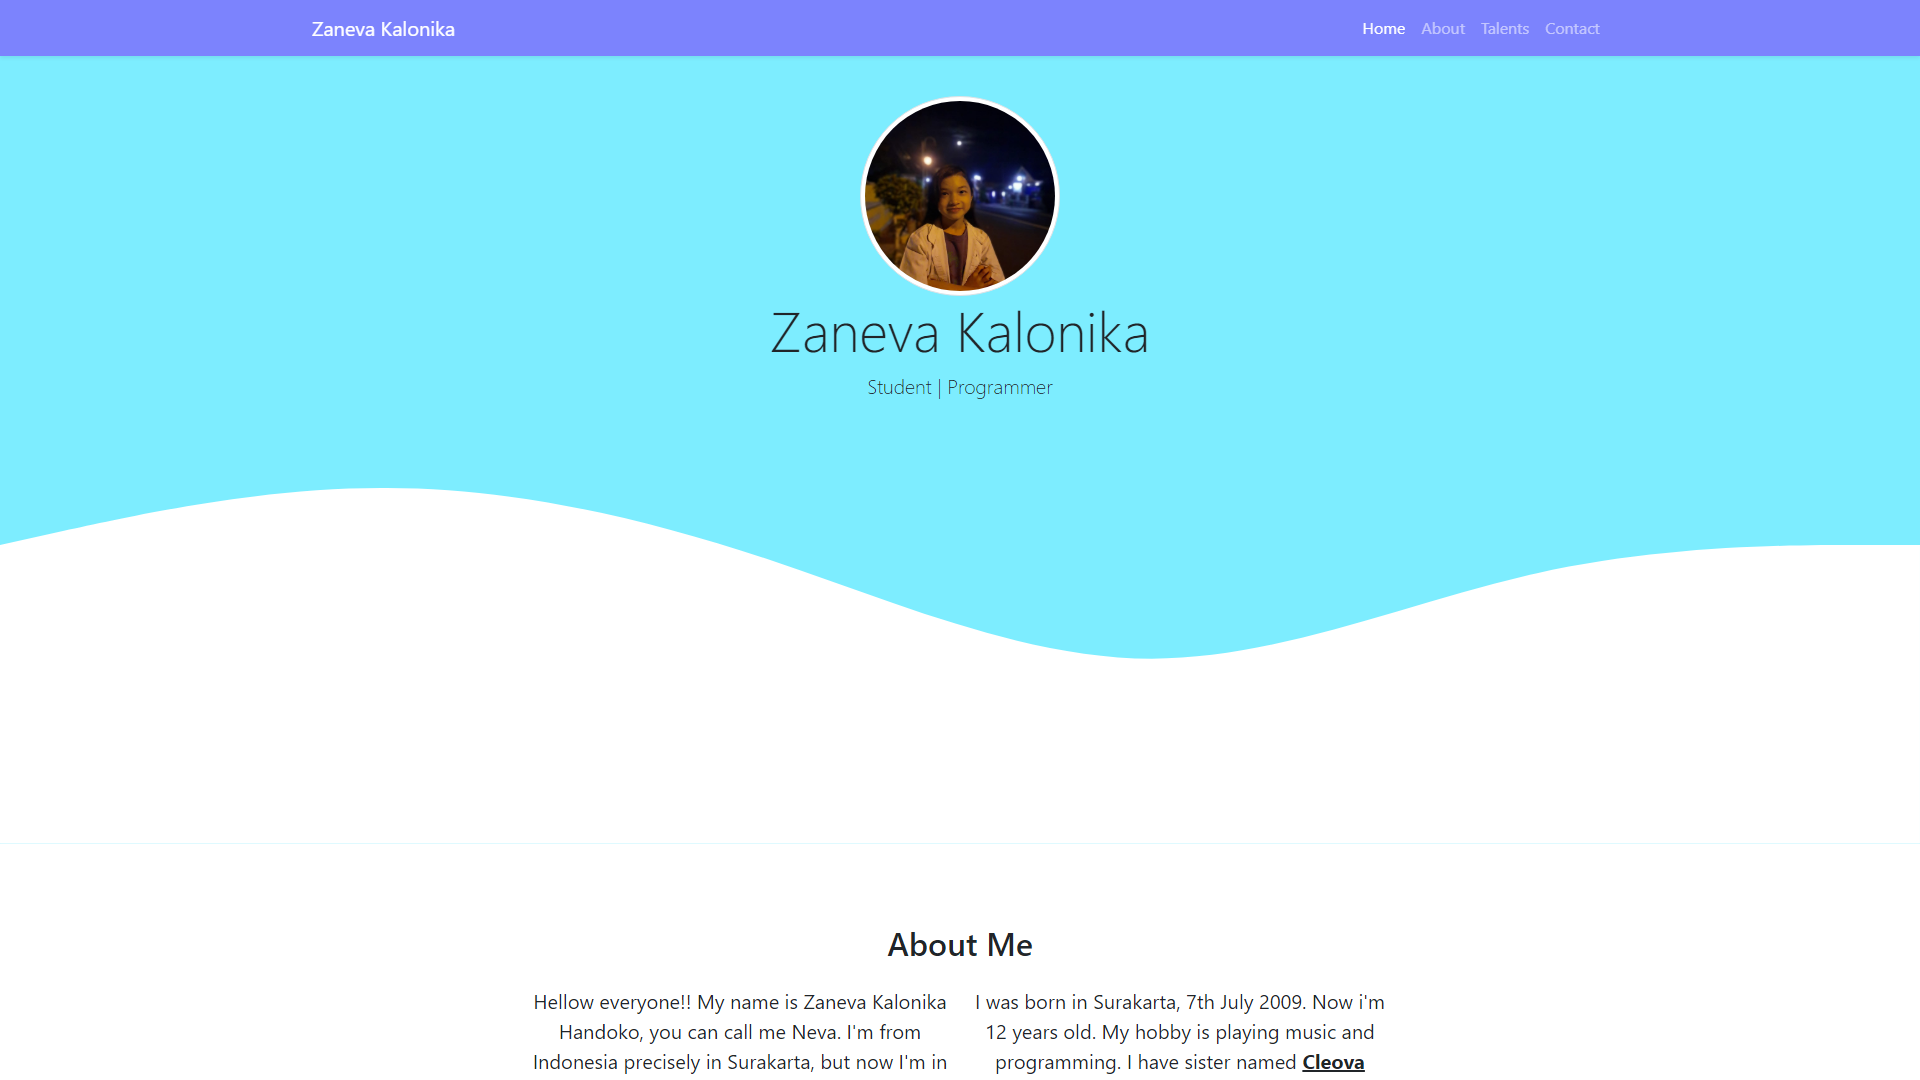 Zaneva Kalonika
Home About Talents Contact
Zaneva Kalonika
Student | Programmer
About Me
Hellow everyone!! My name is Zaneva Kalonika
Handoko, you can call me Neva. I'm from
Indonesia precisely in Surakarta, but now I'm in
I was born in Surakarta, 7th July 2009. Now i'm
12 years old. My hobby is playing music and
programming. I have sister named Cleova